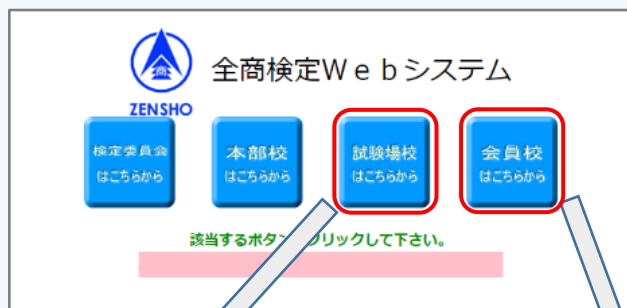 商
ZENSHO
全商検定Ｗｅｂシステム
検定委員会
はこちらから
本部校
はこちらから
試験場校
はこちらから
会員校
はこちらから
該当するボタン クリックして下さい。